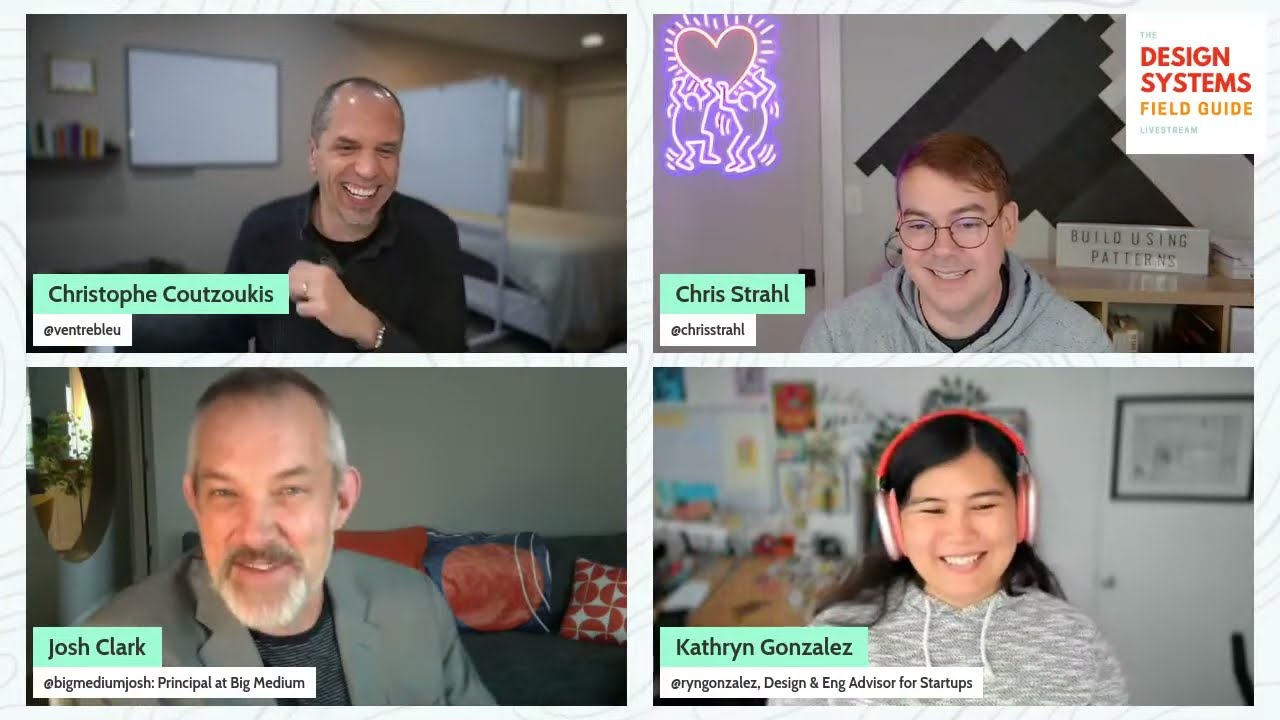 THE
DESIGN
SYSTEMS
FIELD GUIDE
LIVESTREAM
BUILD USING
PATTERNS
Christophe Coutzoukis
@ventrebleu
Chris Strahl
@chrisstrahl
Josh Clark
@bigmediumjosh: Principal at Big Medium
Kathryn Gonzalez
@ryngonzalez, Design & Eng Advisor for Startups